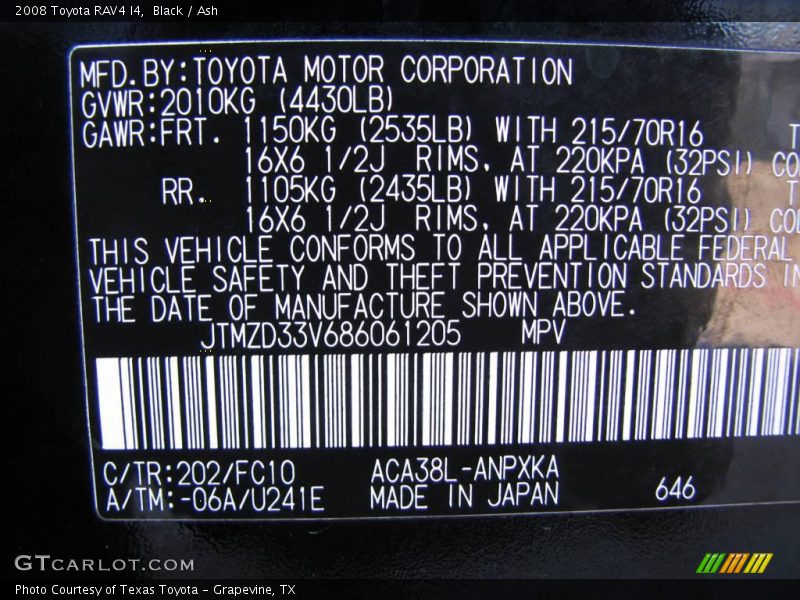 2008 Toyota RAV4 I4,  Black / Ash
MFD.BY:TOYOTA MOTOR CORPORATION
GVWR:2010KG (4430LB)
GAWR:FRT. 1150KG (2535LB) WITH 215/70R16
16X6 1/2J RIMS, AT 220KPA (32PSI)
RR. 1105KG (2435LB) WITH 215/70R16
16X6 1/2J RIMS, AT 220KPA (32PSI)
THIS VEHICLE CONFORMS TO ALL APPLICABLE FEDERAL
VEHICLE SAFETY AND THEFT PREVENTION STANDARDS IN
THE DATE OF MANUFACTURE SHOWN ABOVE.
JTMZD33V686061205 MPV
C/TR:202/FC10 ACA38L-ANPXKA
A/TM:-06A/U241E MADE IN JAPAN 646
GTCARLOT.COM
Photo Courtesy of Texas Toyota - Grapevine, TX